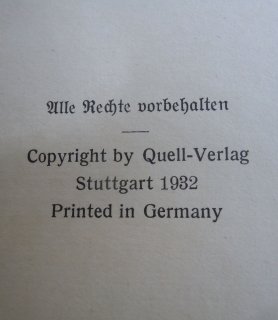 Alle Rechte vorbehalten
Copyright by Quell-Verlag
Stuttgart 1932
Printed in Germany